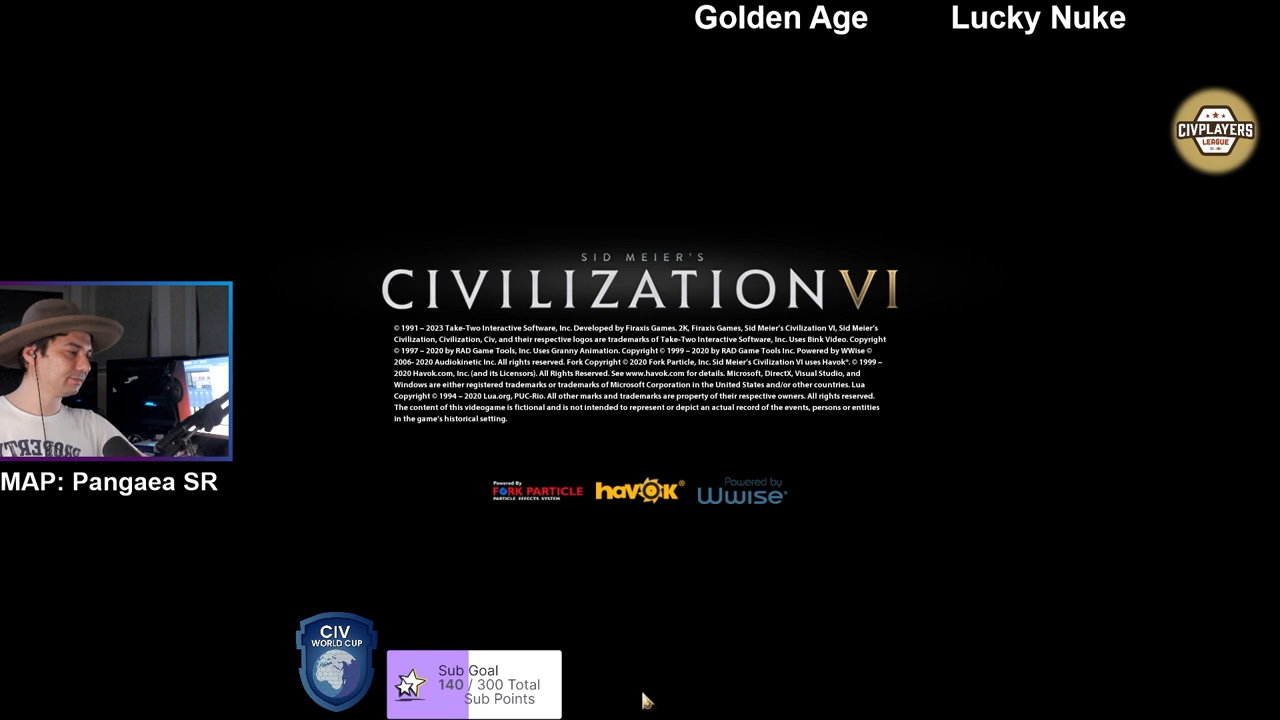 Golden Age
Lucky Nuke
CIVPLAYERS
LEAGUE
SID MEIER'S
CIVILIZATION VI
© 1991 – 2023 Take-Two Interactive Software, Inc. Developed by Firaxis Games. 2K, Firaxis Games, Sid Meier's Civilization VI, Sid Meier's
Civilization, Civilization, Civ, and their respective logos are trademarks of Take-Two Interactive Software, Inc. Uses Bink Video. Copyright
© 1997 – 2020 by RAD Game Tools, Inc. Uses Granny Animation. Copyright © 1999 – 2020 by RAD Game Tools Inc. Powered by WWise ©
2006- 2020 Audiokinetic Inc. All rights reserved. Fork Copyright © 2020 Fork Particle, Inc. Sid Meier's Civilization VI uses Havok®. © 1999 –
2020 Havok.com, Inc. (and its Licensors). All Rights Reserved. See www.havok.com for details. Microsoft, DirectX, Visual Studio, and
Windows are either registered trademarks or trademarks of Microsoft Corporation in the United States and/or other countries. Lua
Copyright © 1994 – 2020 Lua.org, PUC-Rio. All other marks and trademarks are property of their respective owners. All rights reserved.
The content of this videogame is fictional and is not intended to represent or depict an actual record of the events, persons or entities
in the game's historical setting.
PROPERTY
MAP: Pangaea SR
Powered By
FORK PARTICLE
PARTICLE EFFECTS SYSTEM
havok®
Powered by
Wwise®
CIV
WORLD CUP
Sub Goal
140 / 300 Total
Sub Points